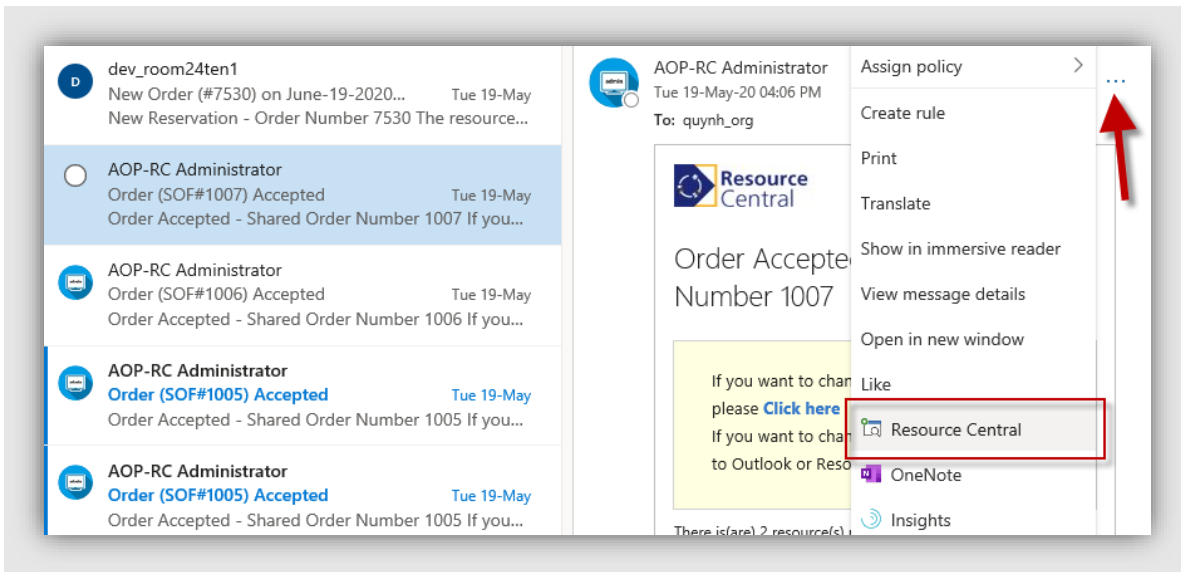 D
dev_room24ten1
New Order (#7530) on June-19-2020... Tue 19-May
New Reservation - Order Number 7530 The resource...
AOP-RC Administrator
Order (SOF#1007) Accepted Tue 19-May
Order Accepted - Shared Order Number 1007 If you...
AOP-RC Administrator
Order (SOF#1006) Accepted Tue 19-May
Order Accepted - Shared Order Number 1006 If you...
AOP-RC Administrator
Order (SOF#1005) Accepted Tue 19-May
Order Accepted - Shared Order Number 1005 If you...
AOP-RC Administrator
Order (SOF#1005) Accepted Tue 19-May
Order Accepted - Shared Order Number 1005 If you...
admin
AOP-RC Administrator
Tue 19-May-20 04:06 PM
To: quynh_org
Resource
Central
Order Accepte
Number 1007
If you want to chan
please Click here
If you want to chan
to Outlook or Reso
There is(are) 2 resource(s)
Assign policy
Create rule
Print
Translate
Show in immersive reader
View message details
Open in new window
Like
Resource Central
OneNote
Insights
...